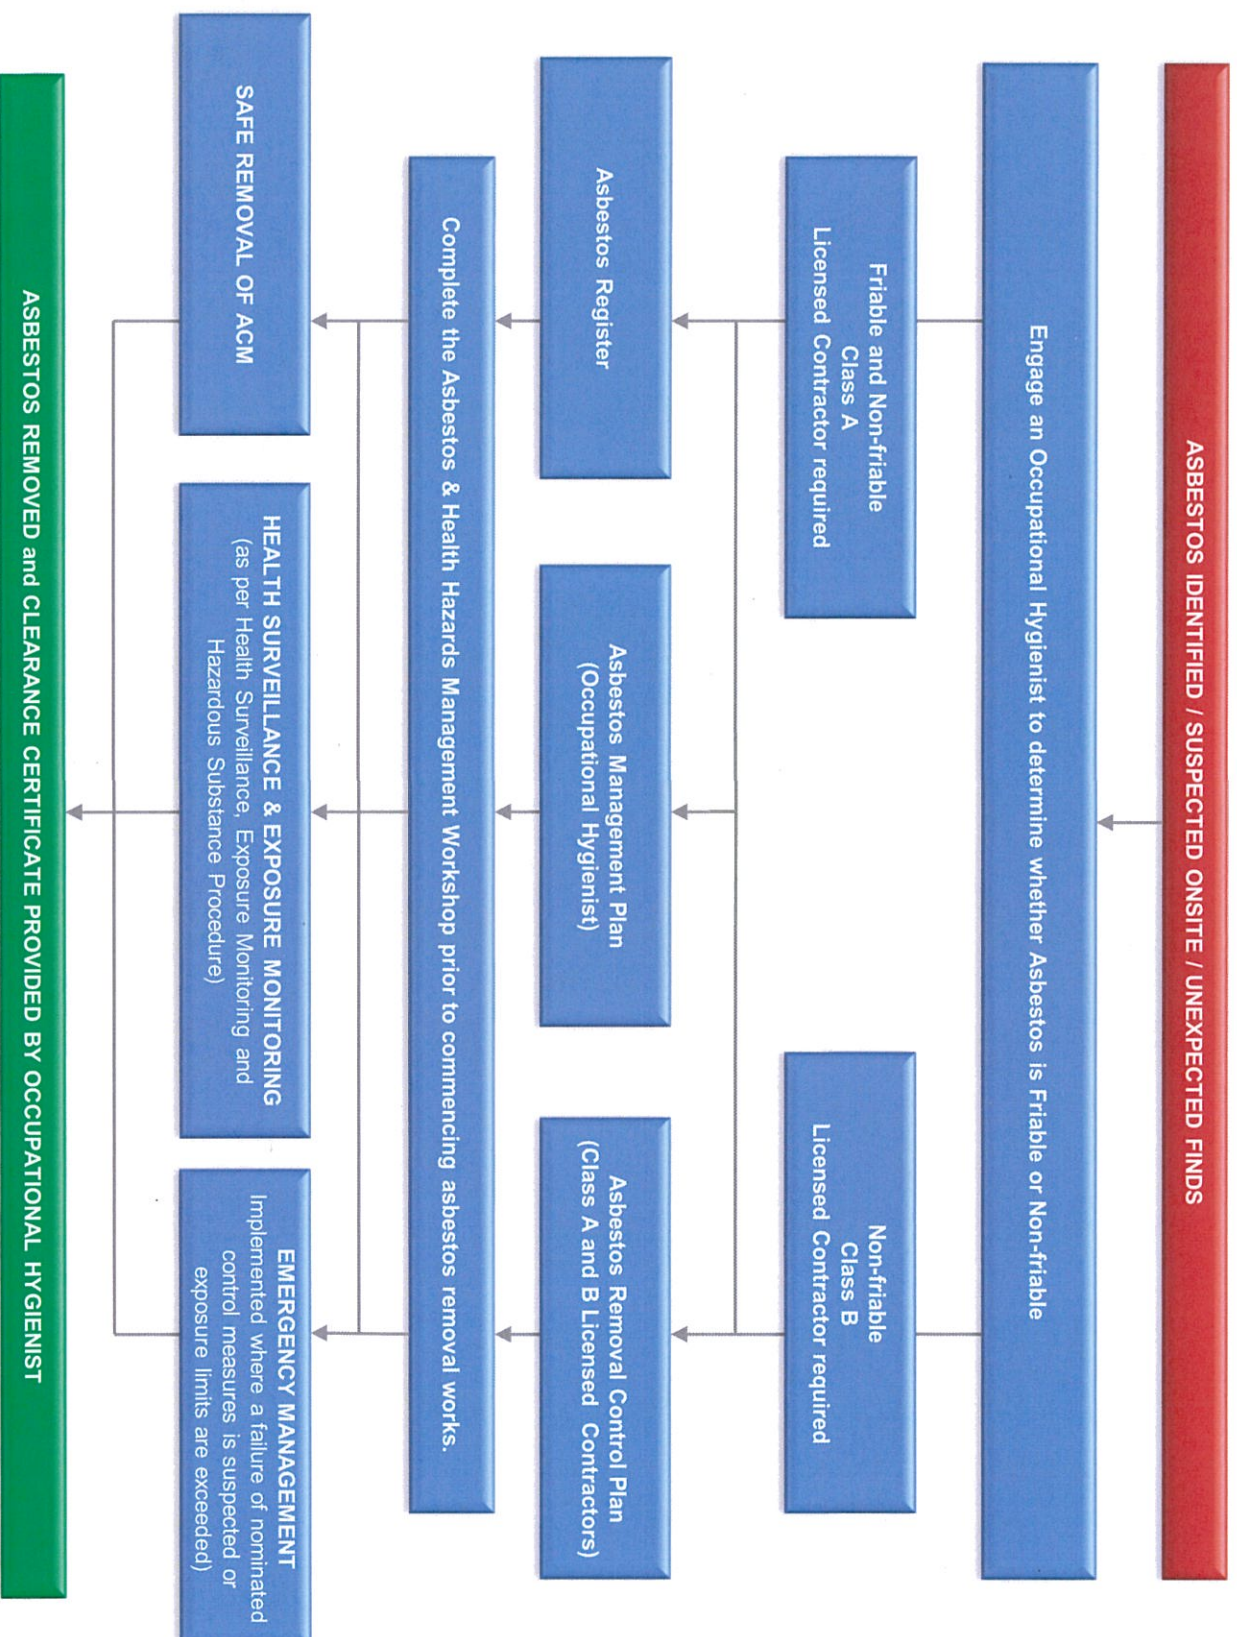 ASBESTOS IDENTIFIED / SUSPECTED ONSITE / UNEXPECTED FINDS
Engage an Occupational Hygienist to determine whether Asbestos is Friable or Non-friable
Friable and Non-friable
Class A
Licensed Contractor required
Non-friable
Class B
Licensed Contractor required
Asbestos Register
Asbestos Management Plan
(Occupational Hygienist)
Asbestos Removal Control Plan
(Class A and B Licensed Contractors)
Complete the Asbestos & Health Hazards Management Workshop prior to commencing asbestos removal works.
SAFE REMOVAL OF ACM
HEALTH SURVEILLANCE & EXPOSURE MONITORING
(as per Health Surveillance, Exposure Monitoring and
Hazardous Substance Procedure)
EMERGENCY MANAGEMENT
Implemented where a failure of nominated
control measures is suspected or
exposure limits are exceeded)
ASBESTOS REMOVED and CLEARANCE CERTIFICATE PROVIDED BY OCCUPATIONAL HYGIENIST